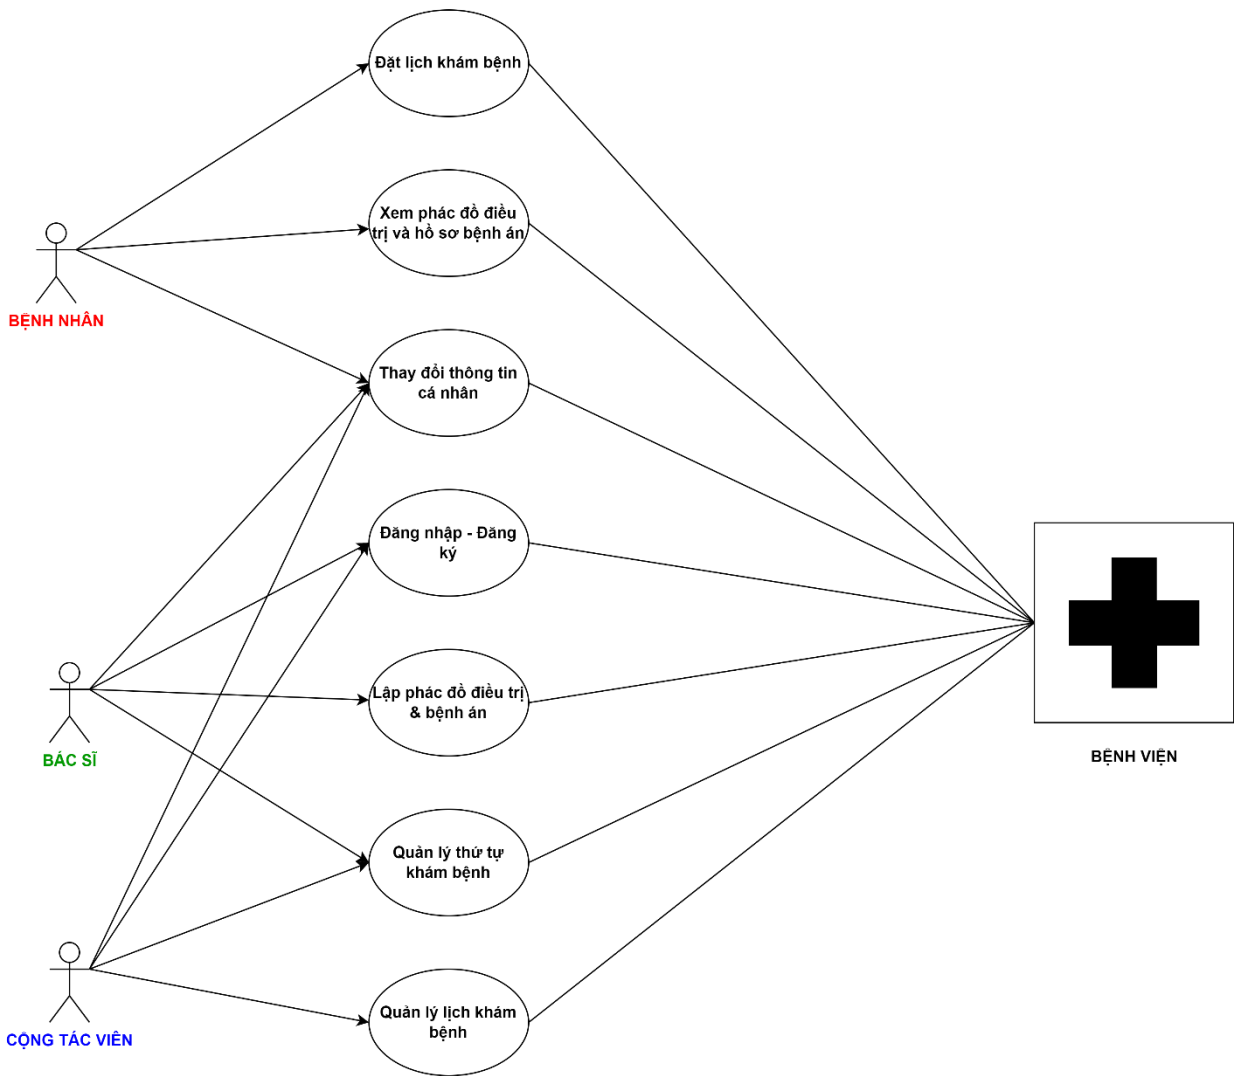 Đặt lịch khám bệnh
Xem phác đồ điều
trị và hồ sơ bệnh án
BỆNH NHÂN
Thay đổi thông tin
cá nhân
Đăng nhập - Đăng
ký
Lập phác đồ điều trị
& bệnh án
BÁC SĨ
BỆNH VIỆN
Quản lý thứ tự
khám bệnh
Quản lý lịch khám
bệnh
CỘNG TÁC VIÊN